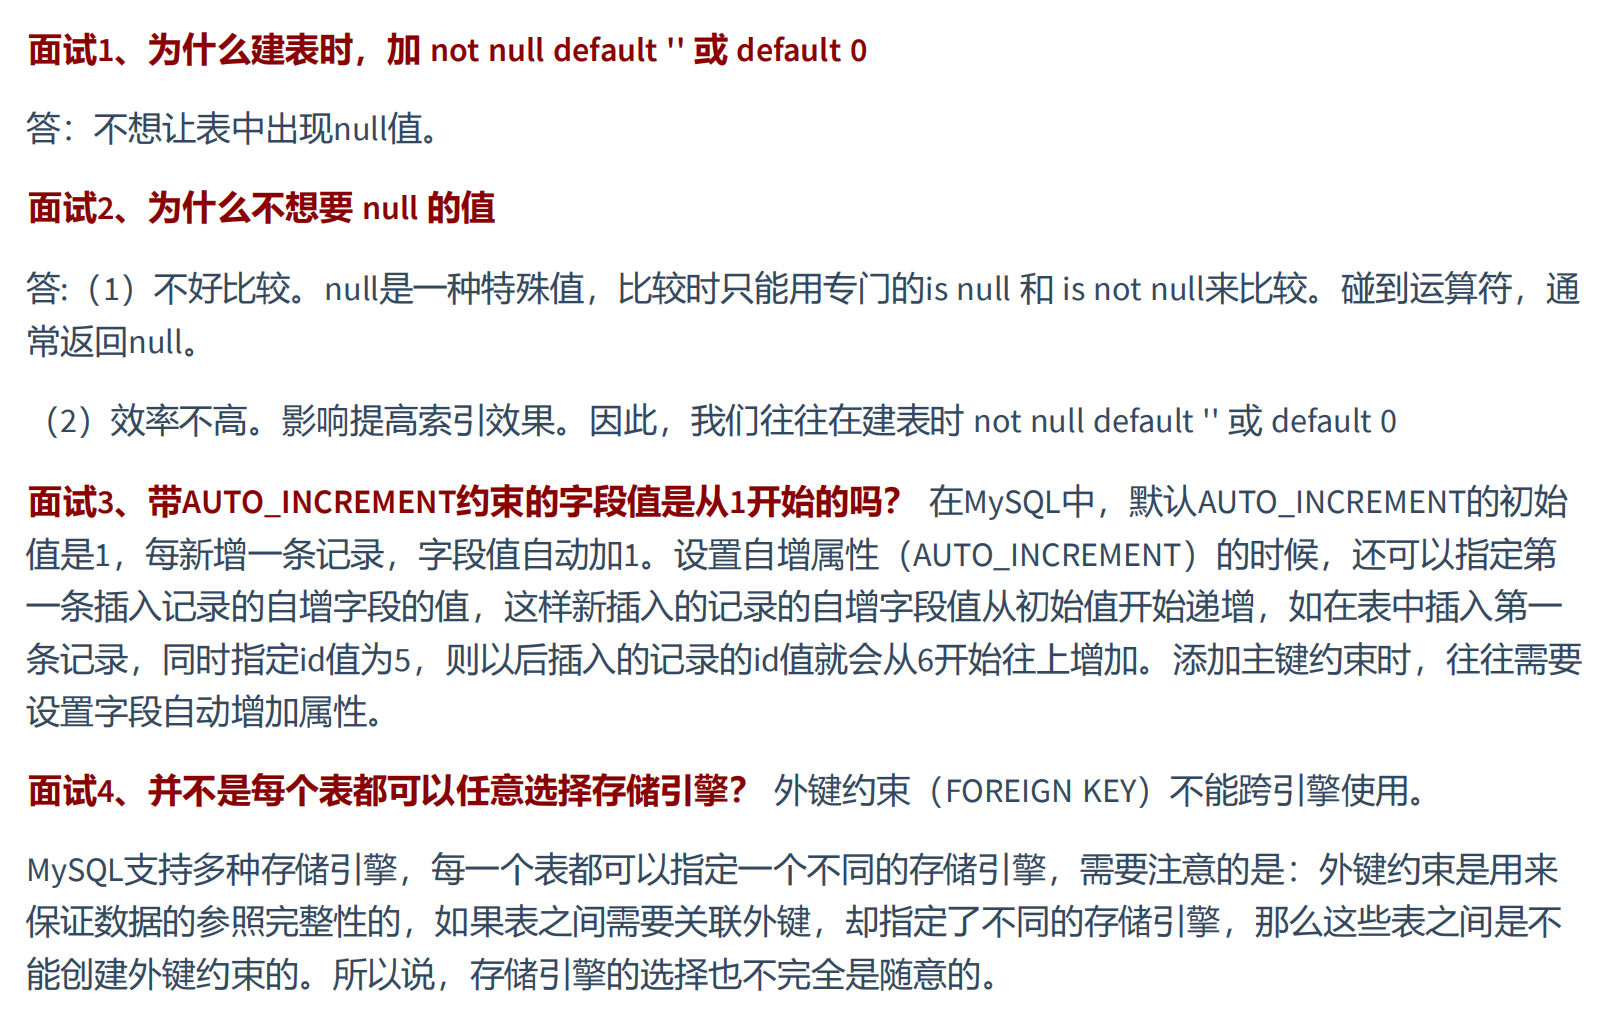 面试1、为什么建表时，加 not null default '' 或 default 0
答：不想让表中出现null值。
面试2、为什么不想要 null 的值
答:（1）不好比较。null是一种特殊值，比较时只能用专门的is null 和 is not null来比较。碰到运算符，通
常返回null。
（2）效率不高。影响提高索引效果。因此，我们往往在建表时 not null default '' 或 default 0
面试3、带AUTO_INCREMENT约束的字段值是从1开始的吗？ 在MySQL中，默认AUTO_INCREMENT的初始
值是1，每新增一条记录，字段值自动加1。设置自增属性（AUTO_INCREMENT）的时候，还可以指定第
一条插入记录的自增字段的值，这样新插入的记录的自增字段值从初始值开始递增，如在表中插入第一
条记录，同时指定id值为5，则以后插入的记录的id值就会从6开始往上增加。添加主键约束时，往往需要
设置字段自动增加属性。
面试4、并不是每个表都可以任意选择存储引擎？ 外键约束（FOREIGN KEY）不能跨引擎使用。
MySQL支持多种存储引擎，每一个表都可以指定一个不同的存储引擎，需要注意的是：外键约束是用来
保证数据的参照完整性的，如果表之间需要关联外键，却指定了不同的存储引擎，那么这些表之间是不
能创建外键约束的。所以说，存储引擎的选择也不完全是随意的。